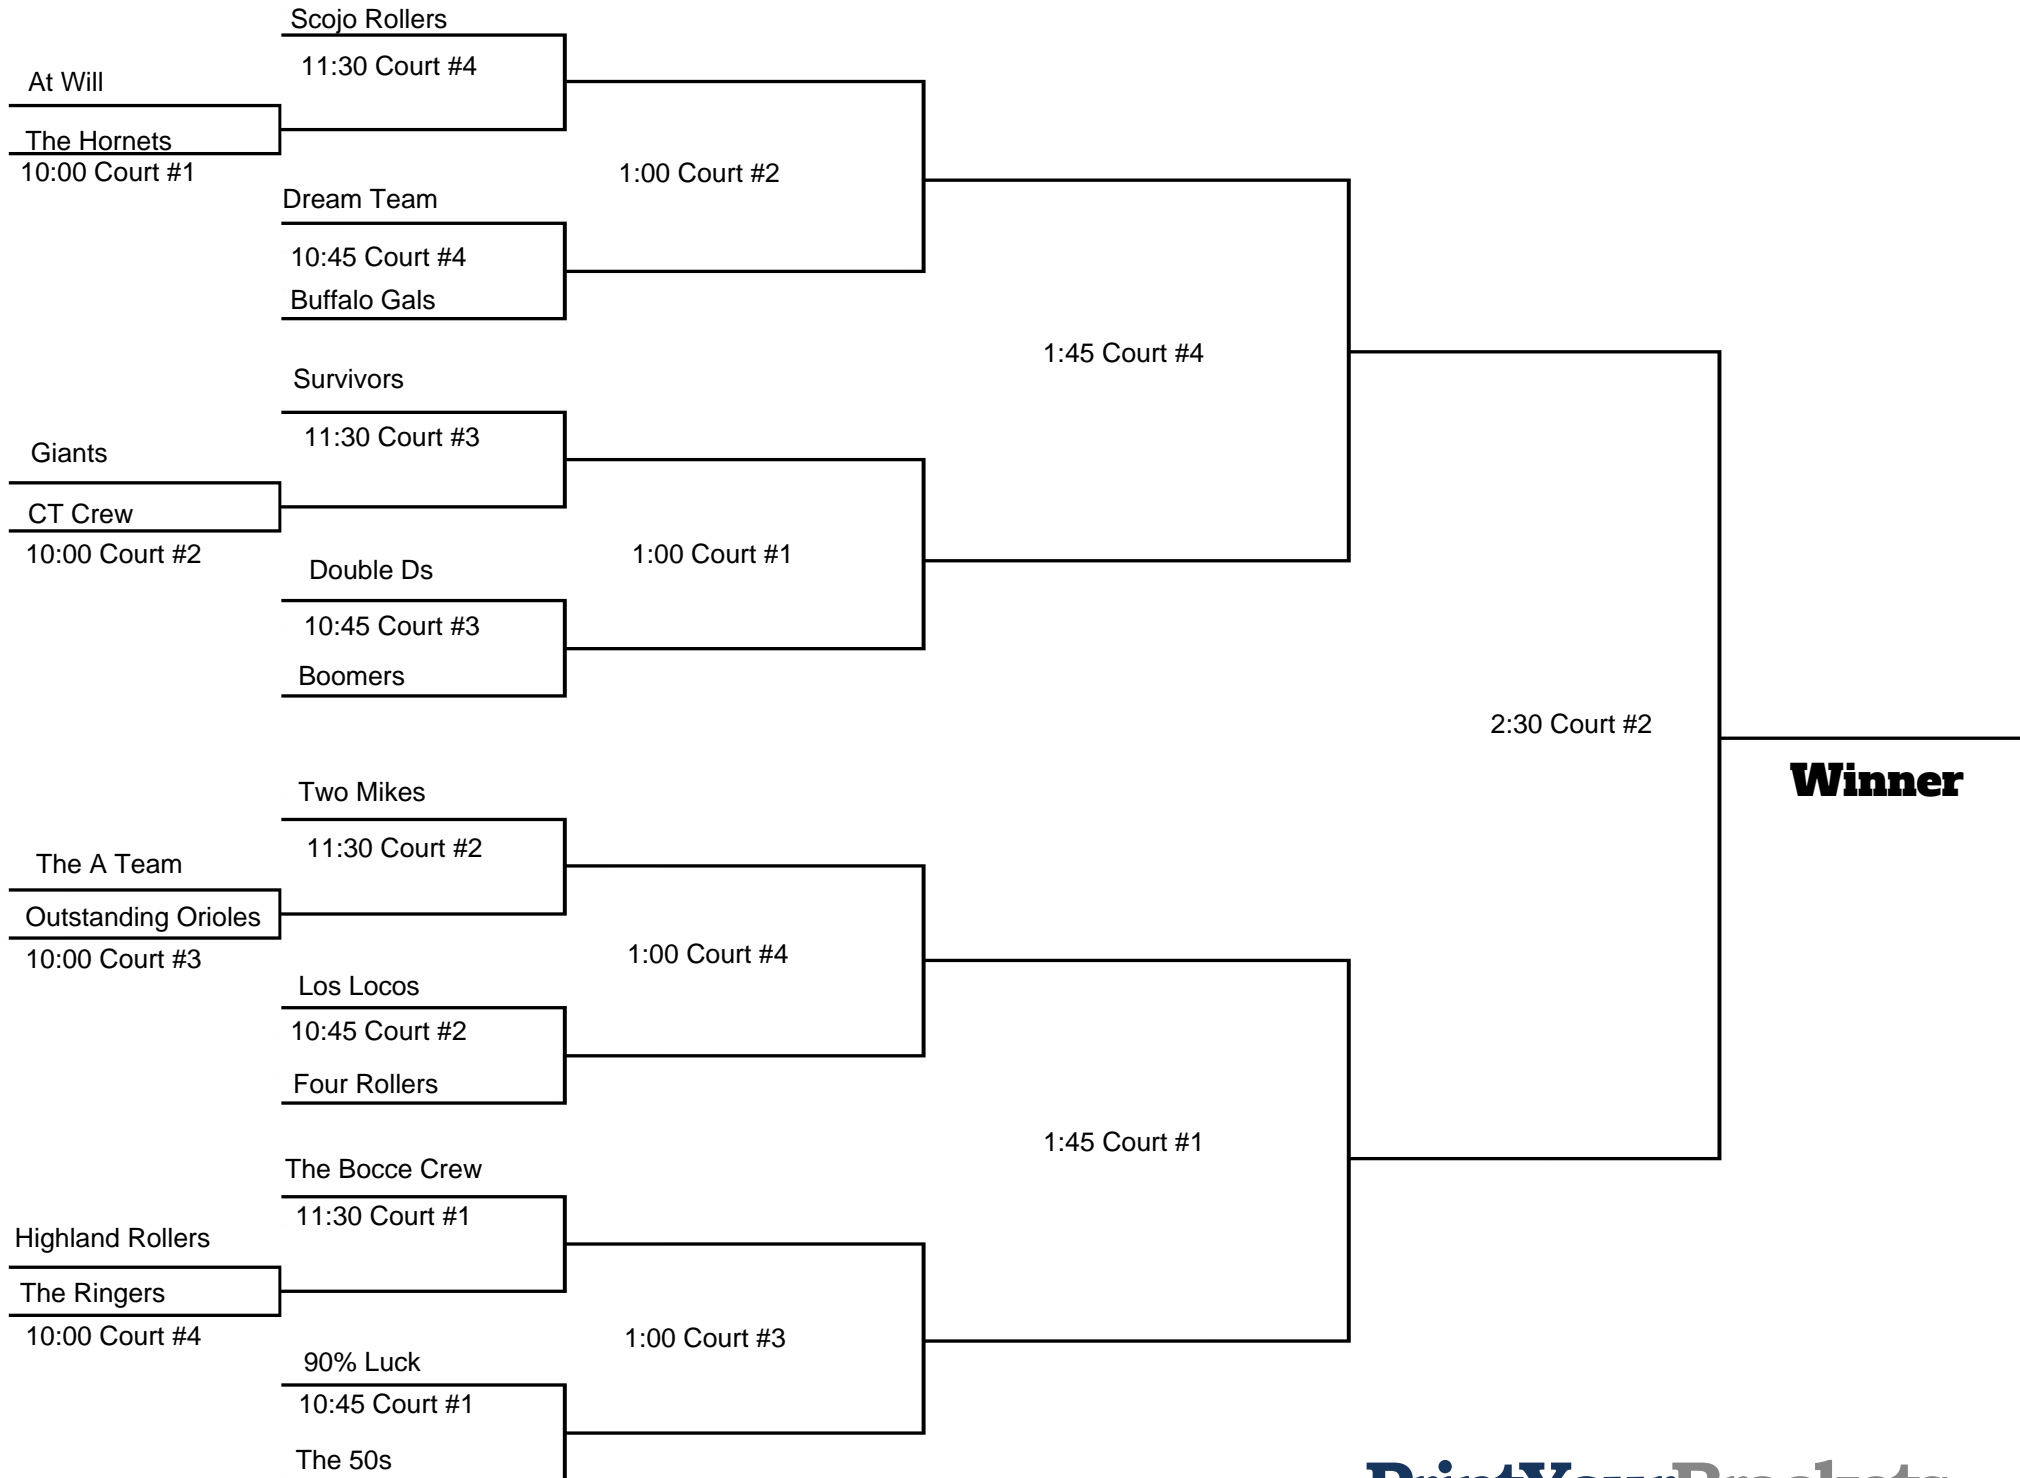 Scojo Rollers
11:30 Court #4
At Will
The Hornets
10:00 Court #1
1:00 Court #2
Dream Team
10:45 Court #4
Buffalo Gals
1:45 Court #4
Survivors
11:30 Court #3
Giants
CT Crew
10:00 Court #2
1:00 Court #1
Double Ds
10:45 Court #3
Boomers
2:30 Court #2
Winner
Two Mikes
11:30 Court #2
The A Team
Outstanding Orioles
10:00 Court #3
1:00 Court #4
Los Locos
10:45 Court #2
Four Rollers
1:45 Court #1
The Bocce Crew
11:30 Court #1
Highland Rollers
The Ringers
10:00 Court #4
1:00 Court #3
90% Luck
10:45 Court #1
The 50s
PrintYourBrackets